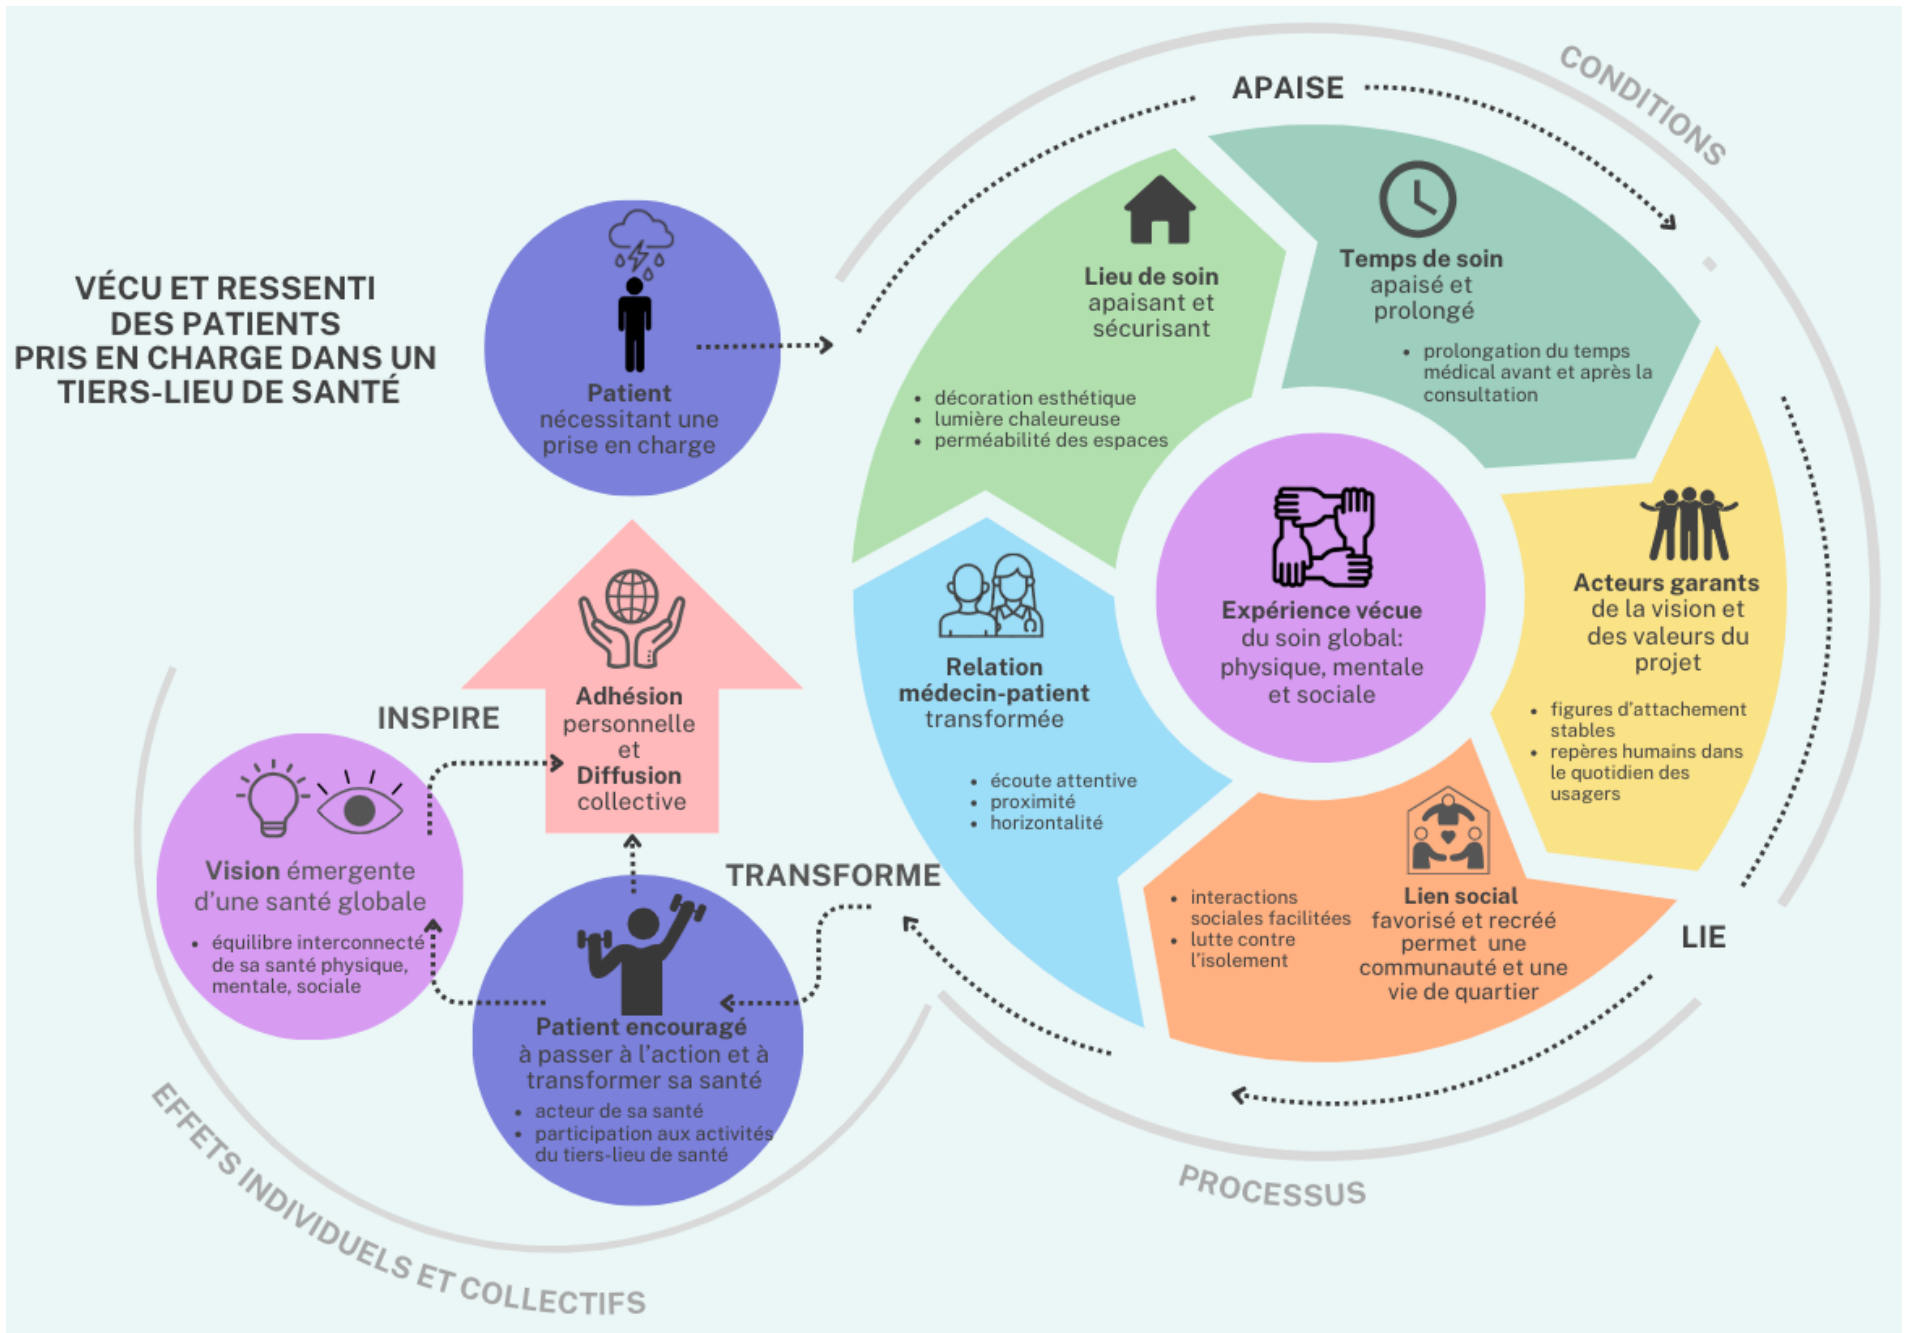 VÉCU ET RESSENTI
DES PATIENTS
PRIS EN CHARGE DANS UN
TIERS-LIEU DE SANTÉ
Patient
nécessitant une
prise en charge
APAISE
CONDITIONS
Lieu de soin
apaisant et
sécurisant
• décoration esthétique
• lumière chaleureuse
• perméabilité des espaces
Temps de soin
apaisé et
prolongé
• prolongation du temps
médical avant et après la
consultation
Acteurs garants
de la vision et
des valeurs du
projet
• figures d'attachement
stables
• repères humains dans
le quotidien des
usagers
Expérience vécue
du soin global:
physique, mentale
et sociale
LIE
Lien social
favorisé et recréé
permet une
communauté et une
vie de quartier
• interactions
sociales facilitées
• lutte contre
l'isolement
PROCESSUS
Relation
médecin-patient
transformée
• écoute attentive
• proximité
• horizontalité
TRANSFORME
Patient encouragé
à passer à l'action et à
transformer sa santé
• acteur de sa santé
• participation aux activités
du tiers-lieu de santé
Vision émergente
d'une santé globale
• équilibre interconnecté
de sa santé physique,
mentale, sociale
INSPIRE
Adhésion
personnelle
et
Diffusion
collective
EFFETS INDIVIDUELS ET COLLECTIFS